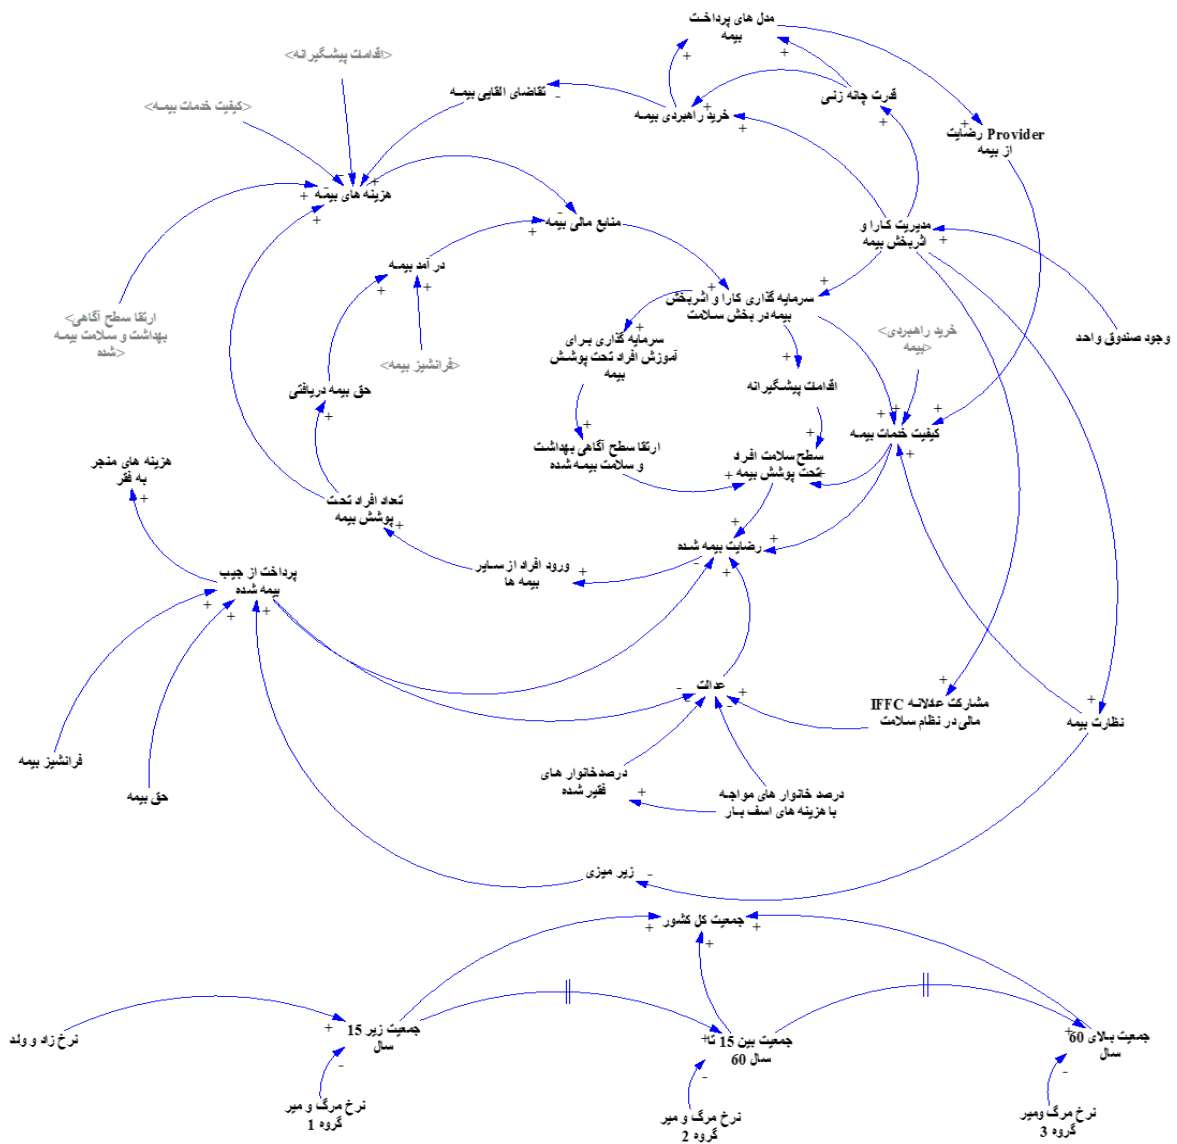 مدل های پرداخت
بیمه
<اقدامات پیشگیرانه>
تقاضای القایی بیمه
<کیفیت خدمات بیمه>
خرید راهبردی بیمه
قدرت چانه زنی
رضایت Provider
از بیمه
هزینه های بیمه
منابع مالی بیمه
مدیریت کارا و
اثربخش بیمه
در آمد بیمه
سرمایه گذاری کارا و اثربخش
بیمه در بخش سلامت
<ارتقا سطح آگاهی
بهداشت و سلامت بیمه
شده>
<فرانشیز بیمه>
سرمایه گذاری برای
آموزش افراد تحت پوشش
بیمه
<خرید راهبردی
بیمه>
وجود صندوق واحد
حق بیمه دریافتی
اقدامات پیشگیرانه
کیفیت خدمات بیمه
ارتقا سطح آگاهی بهداشت
و سلامت بیمه شده
سطح سلامت افراد
تحت پوشش بیمه
هزینه های منجر
به فقر
تعداد افراد تحت
پوشش بیمه
رضایت بیمه شده
ورود افراد از سایر
بیمه ها
پرداخت از جیب
بیمه شده
عدالت
مشارکت عادلانه IFFC
مالی در نظام سلامت
نظارت بیمه
فرانشیز بیمه
حق بیمه
درصدخانوار های
فقیر شده
درصد خانوار های مواجه
با هزینه های اسف بار
زیر میزی
جمعیت کل کشور
نرخ زاد و ولد
جمعیت زیر 15
سال
جمعیت بین 15 تا
60 سال
جمعیت بالای 60
سال
نرخ مرگ و میر
گروه 1
نرخ مرگ و میر
گروه 2
نرخ مرگ ومیر
گروه 3